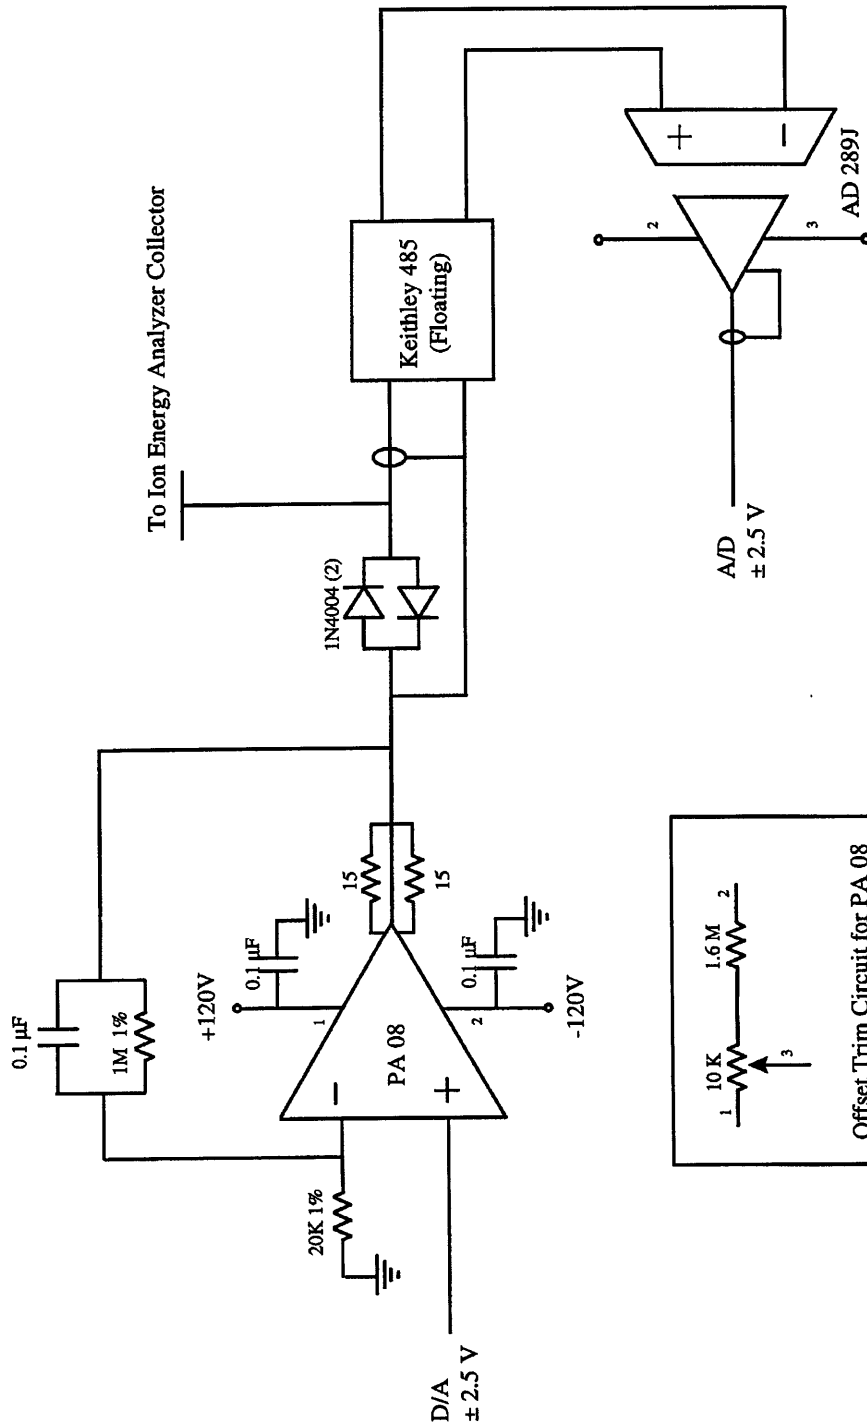 To Ion Energy Analyzer Collector
0.1 µF
1M 1%
+120V
0.1 µF
1
15
15
PA 08
−
+
20K 1%
2
0.1 µF
-120V
D/A
± 2.5 V
1N4004 (2)
Keithley 485
(Floating)
+
−
AD 289J
2
3
A/D
± 2.5 V
1
10 K
3
1.6 M
2
Offset Trim Circuit for PA 08